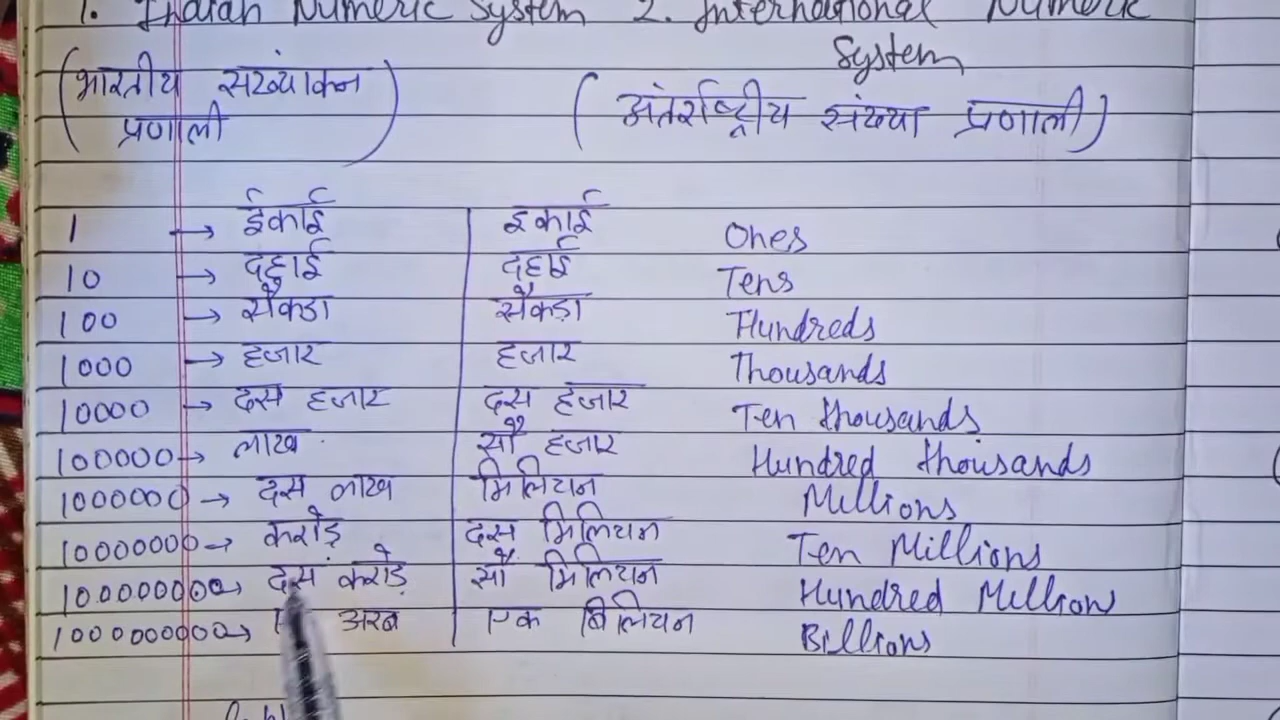 1. Indian Numeric System 2. International Numeric
System
(भारतीय संख्यांकन (अंतर्राष्ट्रीय संख्या प्रणाली)
प्रणाली)
1 → ईकाई इकाई Ones
10 → दहाई दहाई Tens
100 → सैकडा सैकड़ा Hundreds
1000 → हजार हजार Thousands
10000 → दस हजार दस हजार Ten thousands
100000 → लाख सौ हजार Hundred thousands
1000000 → दस लाख मिलियन Millions
10000000 → करोड़ दस मिलियन Ten Millions
100000000 → दस करोड़ सौ मिलियन Hundred Millions
1000000000 → अरब एक बिलियन Billions